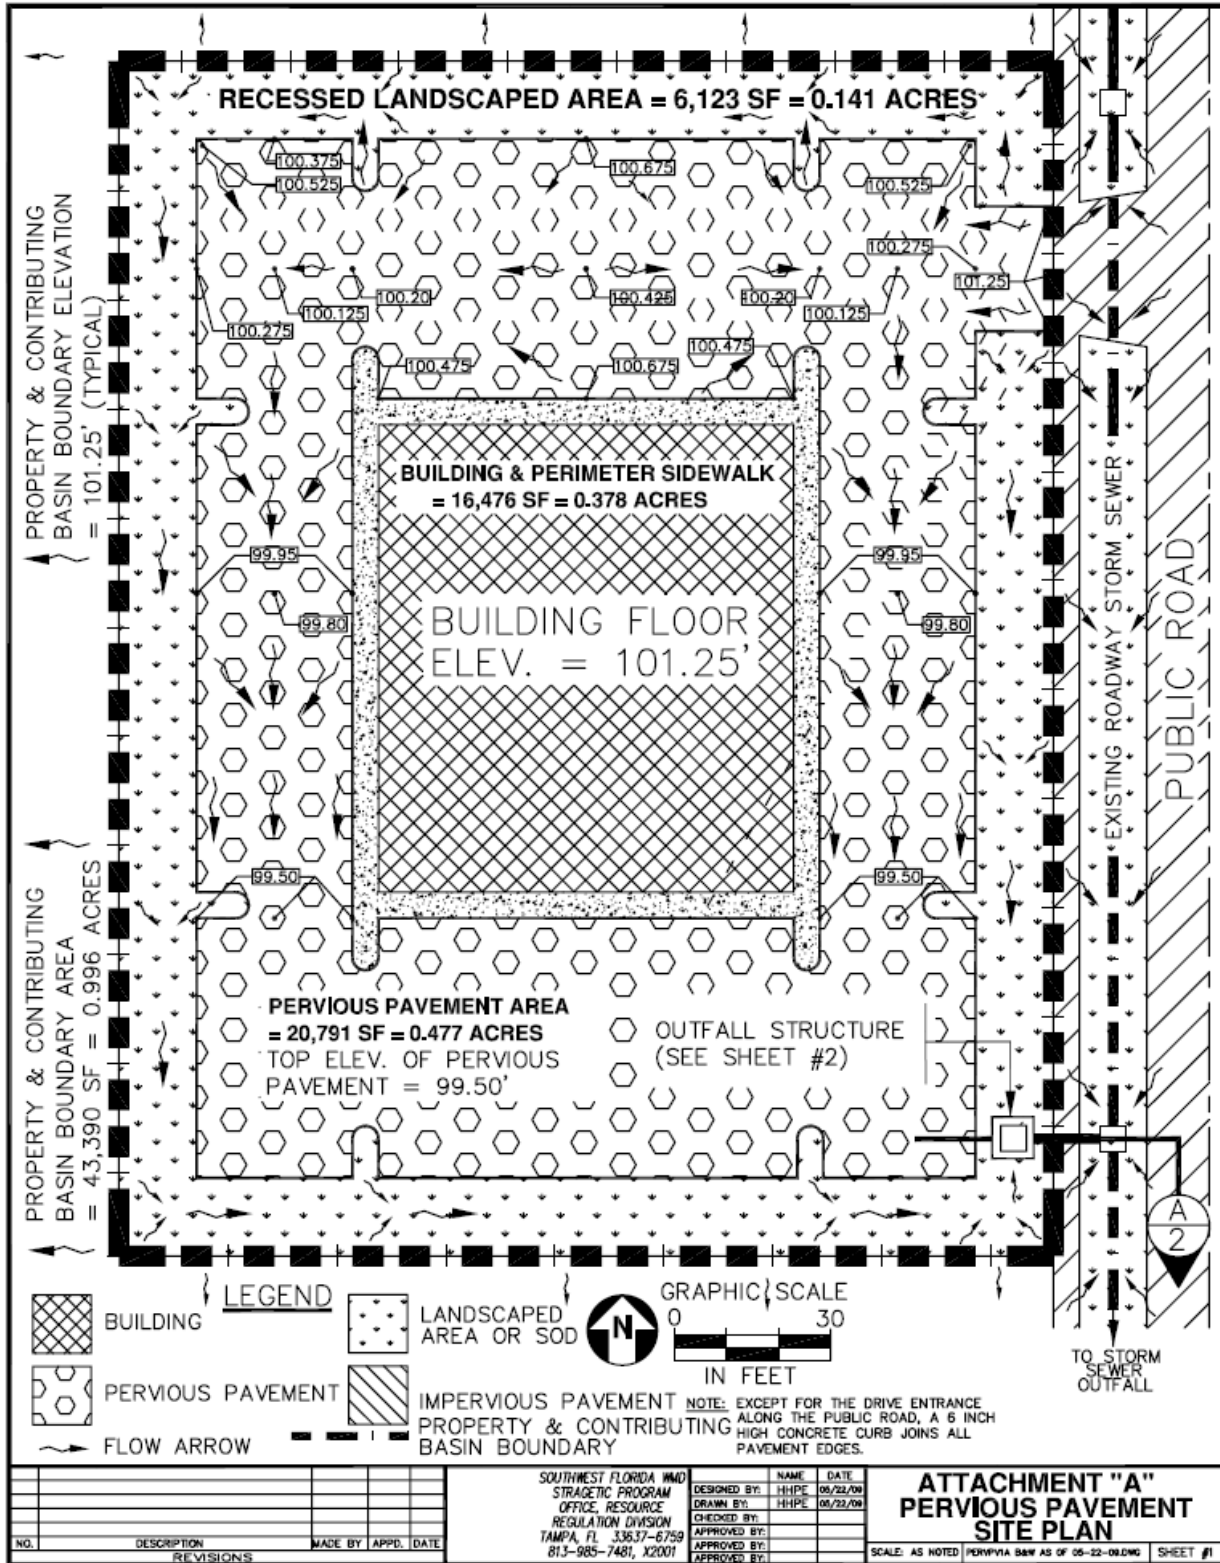 RECESSED LANDSCAPED AREA = 6,123 SF = 0.141 ACRES
100.375
100.525
100.675
100.525
100.275
101.25
100.20
100.125
100.425
100.20
100.125
100.275
100.475
100.675
100.475
PROPERTY & CONTRIBUTING
BASIN BOUNDARY ELEVATION
= 101.25' (TYPICAL)
BUILDING & PERIMETER SIDEWALK
= 16,476 SF = 0.378 ACRES
99.95
99.80
99.95
99.80
BUILDING FLOOR
ELEV. = 101.25'
EXISTING ROADWAY STORM SEWER
PUBLIC ROAD
99.50
99.50
PROPERTY & CONTRIBUTING
BASIN BOUNDARY AREA
= 43,390 SF = 0.996 ACRES
PERVIOUS PAVEMENT AREA
= 20,791 SF = 0.477 ACRES
TOP ELEV. OF PERVIOUS
PAVEMENT = 99.50'
OUTFALL STRUCTURE
(SEE SHEET #2)
A
2
LEGEND
BUILDING
LANDSCAPED
AREA OR SOD
PERVIOUS PAVEMENT
IMPERVIOUS PAVEMENT
FLOW ARROW
PROPERTY & CONTRIBUTING
BASIN BOUNDARY
N
GRAPHIC SCALE
0 30
IN FEET
TO STORM
SEWER
OUTFALL
NOTE: EXCEPT FOR THE DRIVE ENTRANCE
ALONG THE PUBLIC ROAD, A 6 INCH
HIGH CONCRETE CURB JOINS ALL
PAVEMENT EDGES.
NO. DESCRIPTION MADE BY APPD. DATE
REVISIONS
SOUTHWEST FLORIDA WMD
STRAGETIC PROGRAM
OFFICE, RESOURCE
REGULATION DIVISION
TAMPA, FL 33637-6759
813-985-7481, X2001
NAME DATE
DESIGNED BY: HHPE 05/22/09
DRAWN BY: HHPE 05/22/09
CHECKED BY:
APPROVED BY:
APPROVED BY:
APPROVED BY:
ATTACHMENT "A"
PERVIOUS PAVEMENT
SITE PLAN
SCALE: AS NOTED PERVPV1A B&W AS OF 05-22-09.DWG SHEET #1